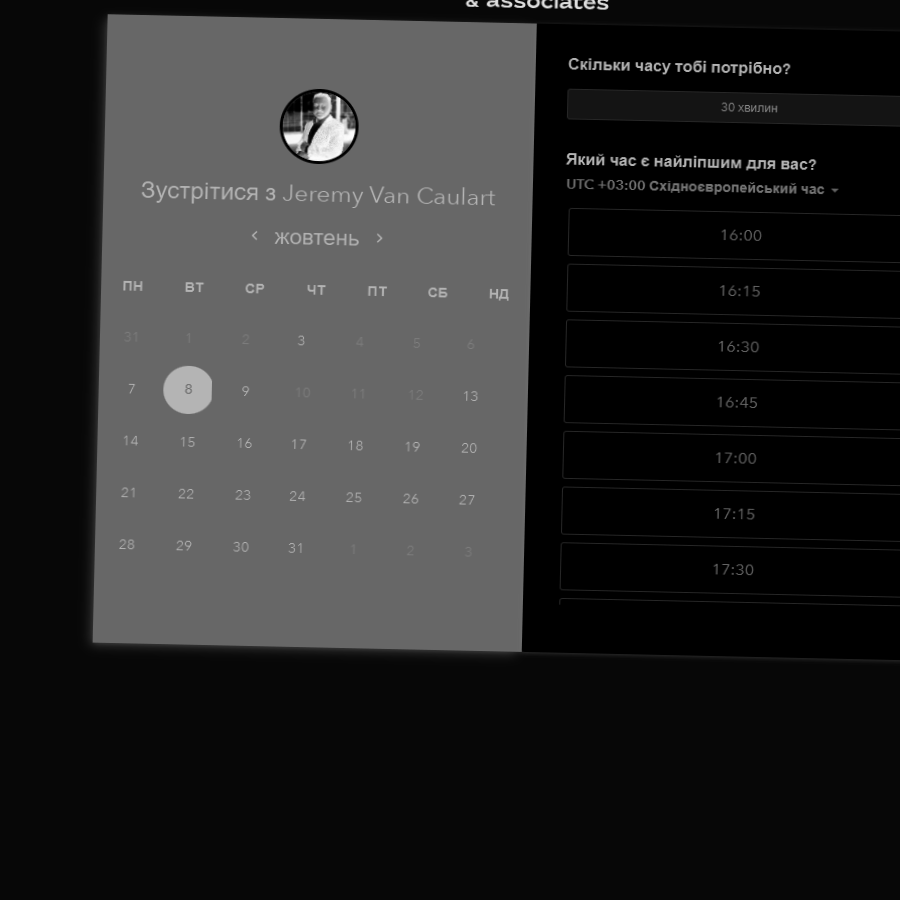 & associates
Зустрітися з Jeremy Van Caulart
жовтень
ПН ВТ СР ЧТ ПТ СБ НД
31 1 2 3 4 5 6
7 8 9 10 11 12 13
14 15 16 17 18 19 20
21 22 23 24 25 26 27
28 29 30 31 1 2 3
Скільки часу тобі потрібно?
30 хвилин
Який час є найліпшим для вас?
UTC +03:00 Східноєвропейський час
16:00
16:15
16:30
16:45
17:00
17:15
17:30